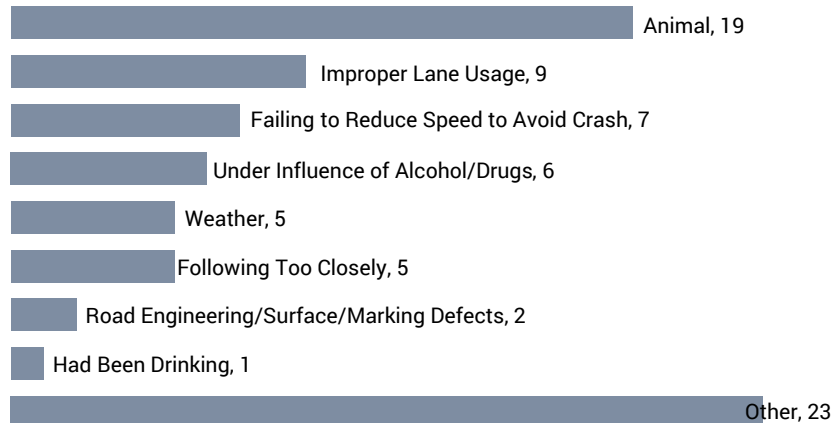 Animal, 19
Improper Lane Usage, 9
Failing to Reduce Speed to Avoid Crash, 7
Under Influence of Alcohol/Drugs, 6
Weather, 5
Following Too Closely, 5
Road Engineering/Surface/Marking Defects, 2
Had Been Drinking, 1
Other, 23